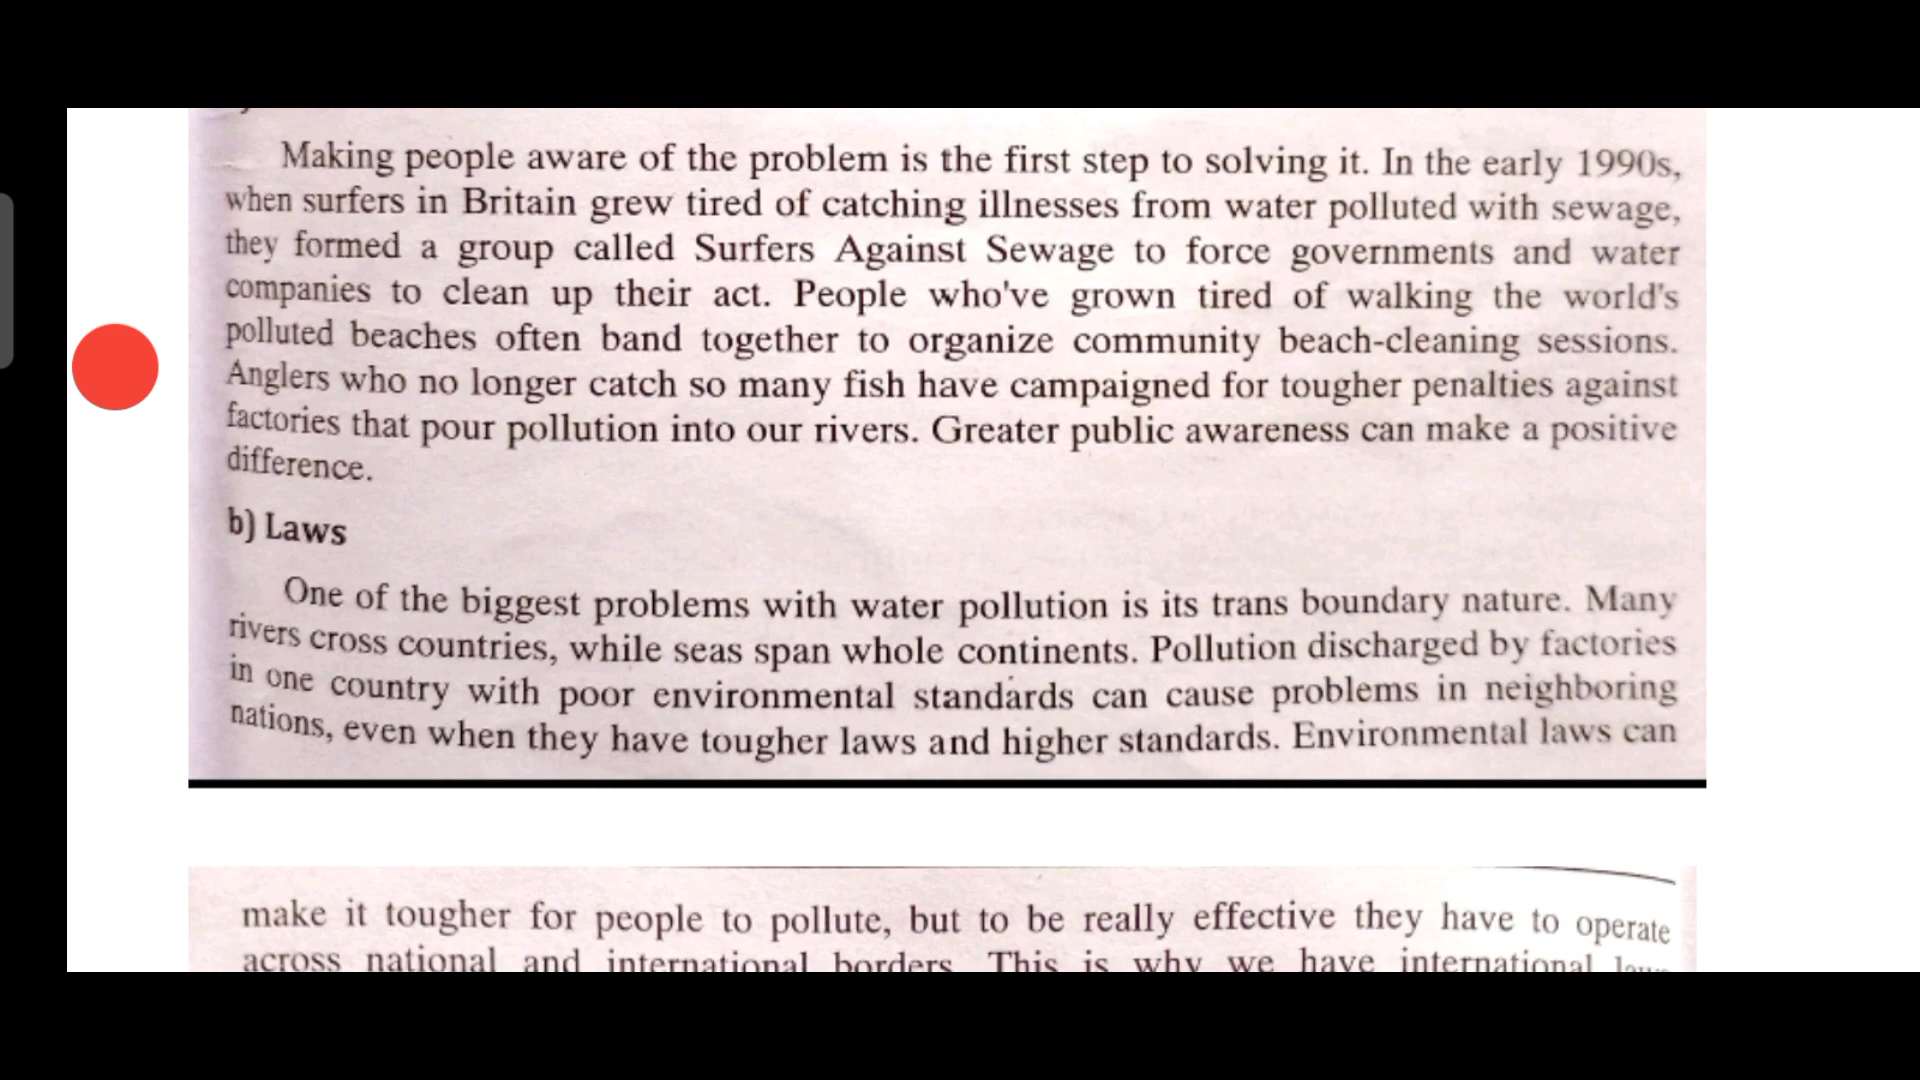 Making people aware of the problem is the first step to solving it. In the early 1990s,
when surfers in Britain grew tired of catching illnesses from water polluted with sewage,
they formed a group called Surfers Against Sewage to force governments and water
companies to clean up their act. People who've grown tired of walking the world's
polluted beaches often band together to organize community beach-cleaning sessions.
Anglers who no longer catch so many fish have campaigned for tougher penalties against
factories that pour pollution into our rivers. Greater public awareness can make a positive
difference.
b) Laws
One of the biggest problems with water pollution is its trans boundary nature. Many
rivers cross countries, while seas span whole continents. Pollution discharged by factories
in one country with poor environmental standards can cause problems in neighboring
nations, even when they have tougher laws and higher standards. Environmental laws can
make it tougher for people to pollute, but to be really effective they have to operate
across national and international borders. This is why we have international